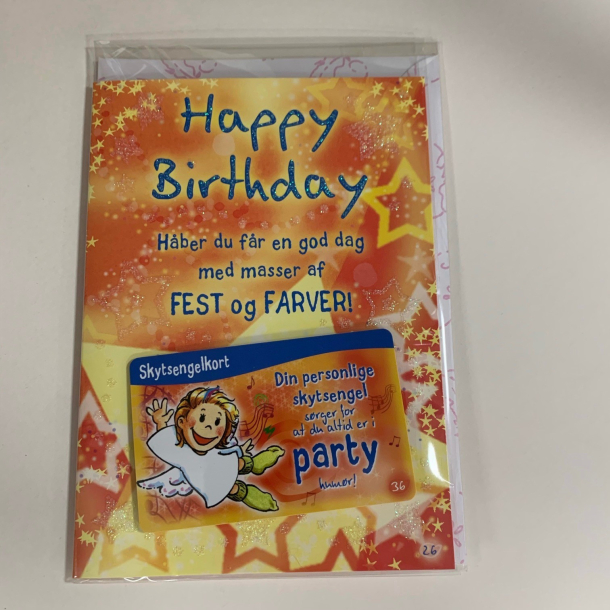 Happy
Birthday
Håber du får en god dag
med masser af
FEST og FARVER!
Skytsengelkort
Din personlige
skytsengel
sørger for
at du altid er i
party
humør!
36
26